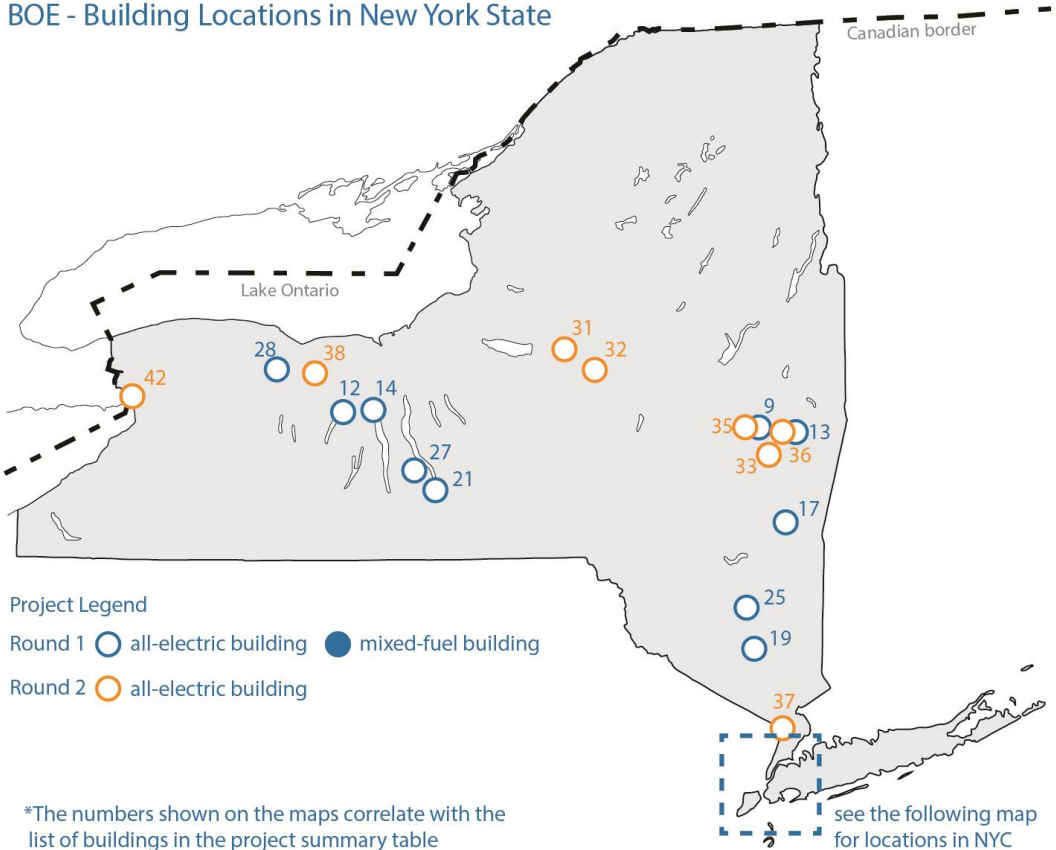 BOE - Building Locations in New York State
Canadian border
Lake Ontario
31
28
38
32
42
12
14
35
9
13
33
36
27
21
17
25
19
37
Project Legend
Round 1 all-electric building mixed-fuel building
Round 2 all-electric building
*The numbers shown on the maps correlate with the
list of buildings in the project summary table
see the following map
for locations in NYC